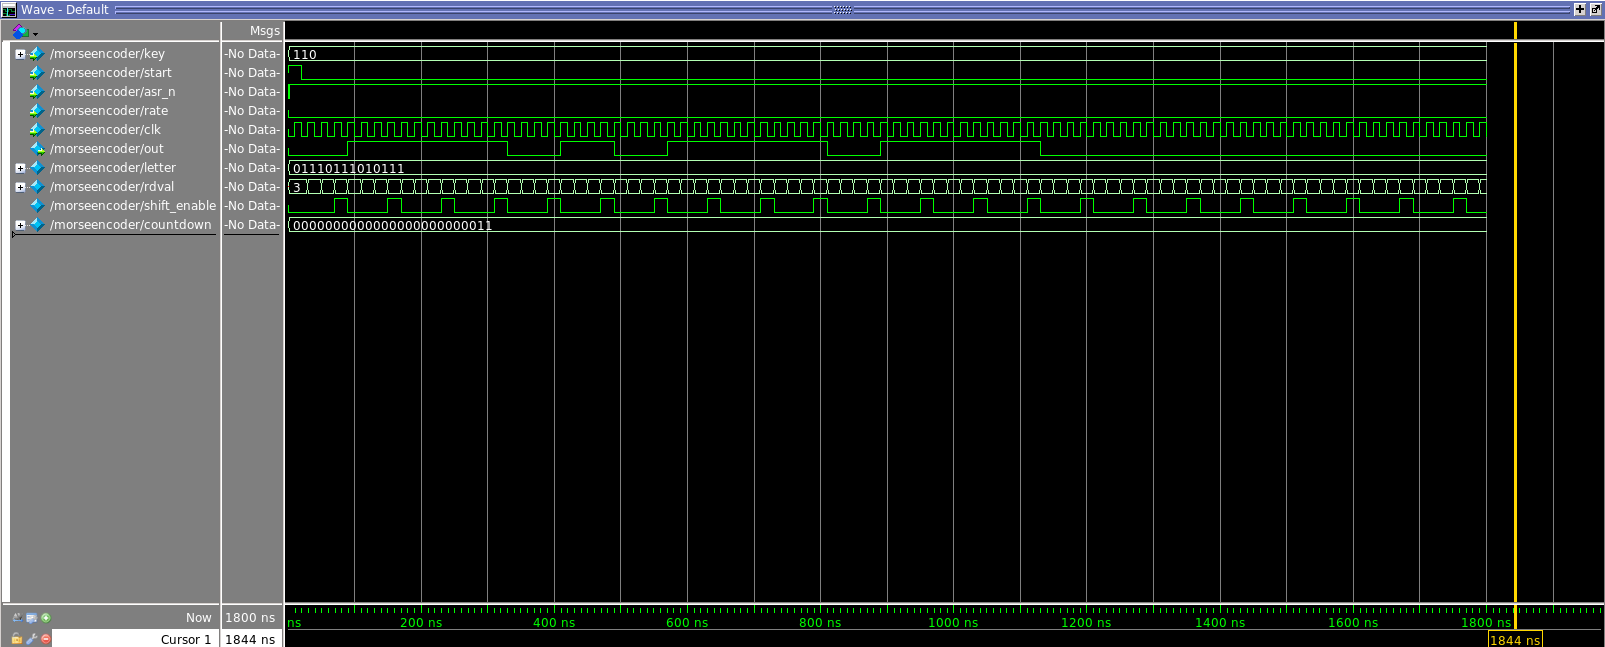 Wave - Default
Msgs
/morseencoder/key -No Data- 110
/morseencoder/start -No Data-
/morseencoder/asr_n -No Data-
/morseencoder/rate -No Data-
/morseencoder/clk -No Data-
/morseencoder/out -No Data-
/morseencoder/letter -No Data- 01110111010111
/morseencoder/rdval -No Data- 3
/morseencoder/shift_enable -No Data-
/morseencoder/countdown -No Data- 0000000000000000000000011
Now 1800 ns ns 200 ns 400 ns 600 ns 800 ns 1000 ns 1200 ns 1400 ns 1600 ns 1800 ns
Cursor 1 1844 ns 1844 ns